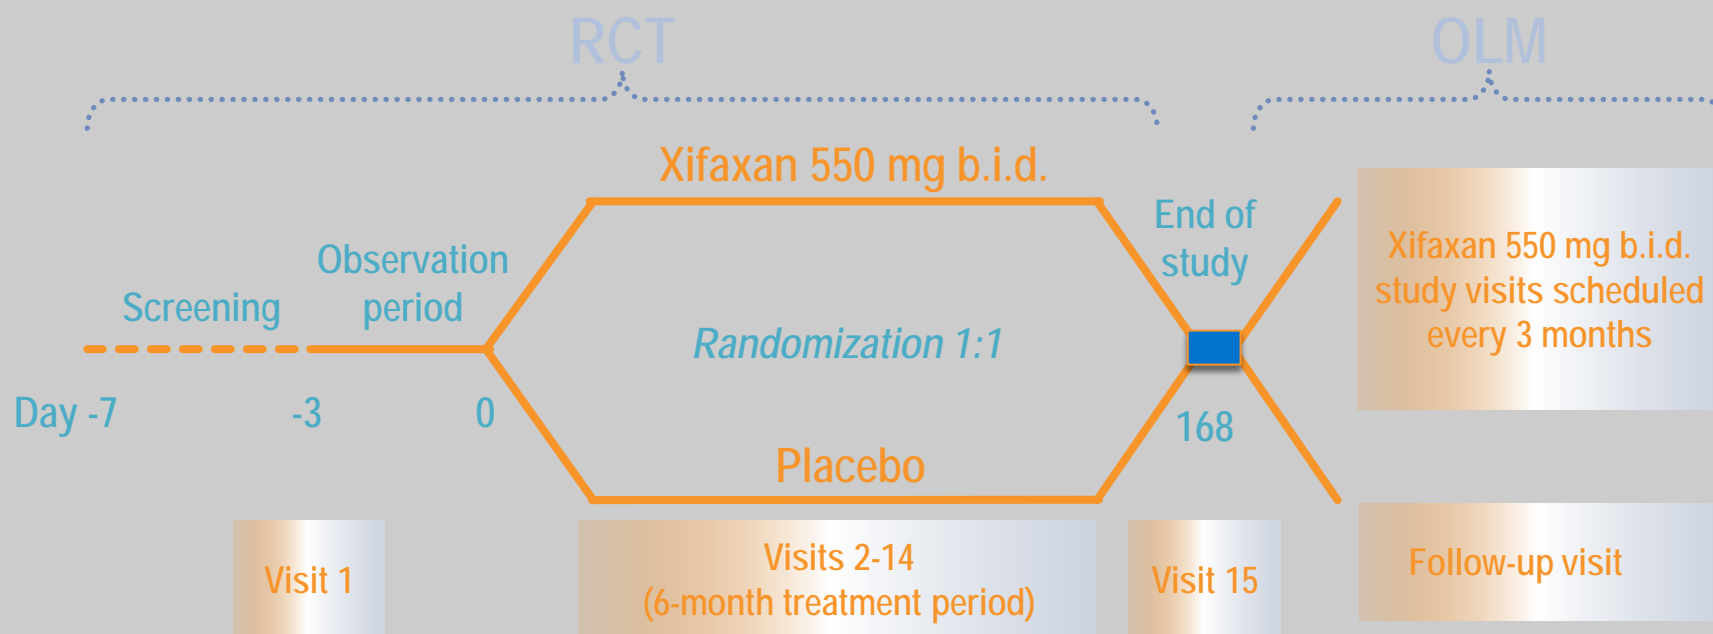 RCT
OLM
Xifaxan 550 mg b.i.d.
End of
study
Observation
period
Screening
Randomization 1:1
Xifaxan 550 mg b.i.d.
study visits scheduled
every 3 months
Day -7
-3
0
168
Placebo
Visit 1
Visits 2-14
(6-month treatment period)
Visit 15
Follow-up visit